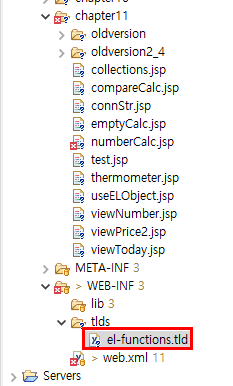 chapter11
> oldversion
> oldversion2_4
collections.jsp
compareCalc.jsp
connStr.jsp
emptyCalc.jsp
numberCalc.jsp
test.jsp
thermometer.jsp
useELObject.jsp
viewNumber.jsp
viewPrice2.jsp
viewToday.jsp
META-INF 3
> WEB-INF 3
lib 3
tlds
el-functions.tld
> web.xml 11
Servers